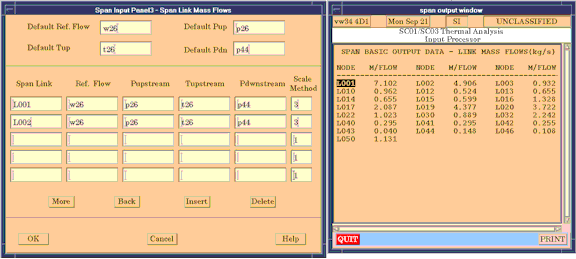 Span Input Panel3 - Span Link Mass Flows
Default Ref. Flow w26 Default Pup p26
Default Tup t26 Default Pdn p44
Span Link Ref. Flow Pupstream Tupstream Pdwnstream Scale Method
L001 w26 p26 t26 p44 3
L002 w26 p26 t26 p44 3
1
1
1
More Back Insert Delete
OK Cancel Help
span output window
vw34 4D1 Mon Sep 21 SI UNCLASSIFIED
SC01/SC03 Thermal Analysis
Input Processor
SPAN BASIC OUTPUT DATA - LINK MASS FLOWS(kg/s)
NODE M/FLOW NODE M/FLOW NODE M/FLOW
L001 7.102 L002 4.906 L003 0.932
L010 0.962 L012 0.524 L013 0.655
L014 0.655 L015 0.599 L016 1.328
L017 2.087 L019 4.377 L020 3.722
L022 1.023 L030 0.889 L032 2.242
L040 0.295 L041 0.295 L042 0.255
L043 0.040 L044 0.148 L046 0.108
L050 1.131
QUIT PRINT